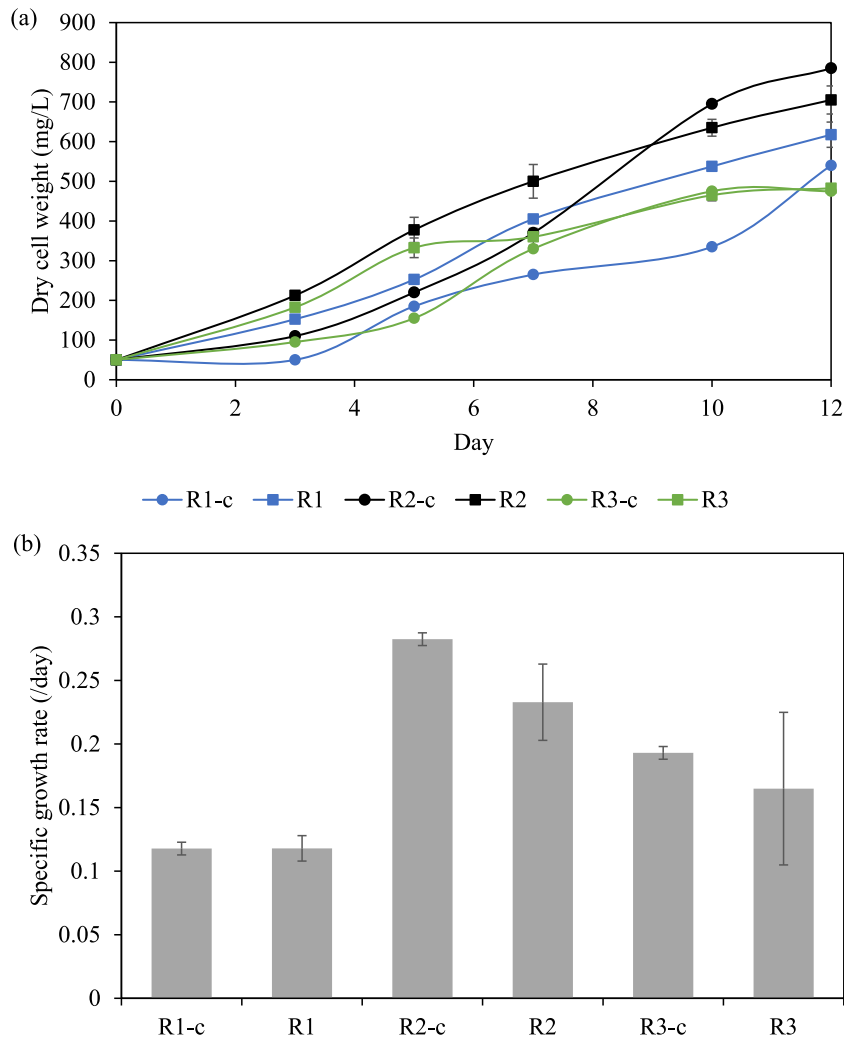 (a)
Dry cell weight (mg/L)
900
800
700
600
500
400
300
200
100
0
0 2 4 6 8 10 12
Day
R1-c R1 R2-c R2 R3-c R3
(b)
Specific growth rate (/day)
0.35
0.3
0.25
0.2
0.15
0.1
0.05
0
R1-c R1 R2-c R2 R3-c R3